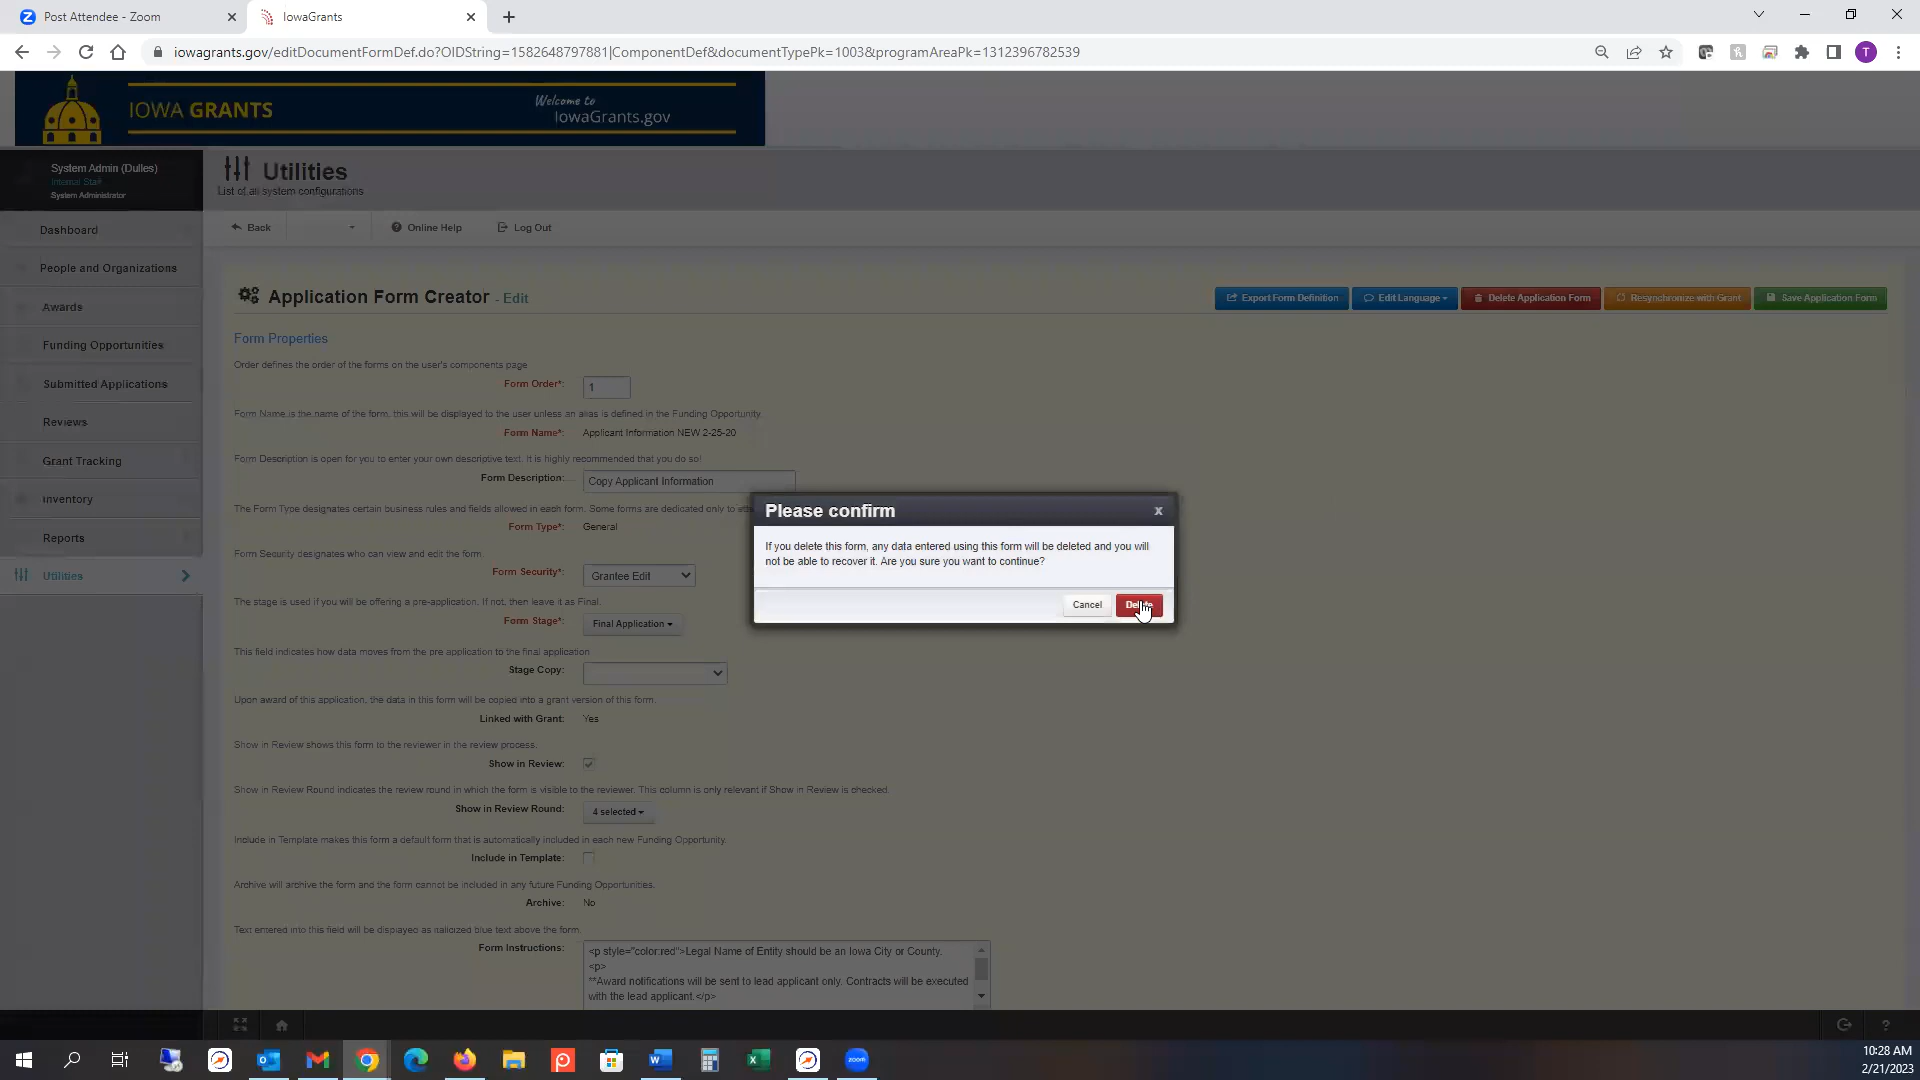 Post Attendee - Zoom
IowaGrants
iowagrants.gov/editDocumentFormDef.do?OIDString=1582648797881|ComponentDef&documentTypePk=1003&programAreaPk=1312396782539
T
IOWA GRANTS
Welcome to
IowaGrants.gov
System Admin (Dulles)
Internal Staff
System Administrator
Utilities
List of all system configurations
Back
Online Help
Log Out
Dashboard
People and Organizations
Awards
Funding Opportunities
Submitted Applications
Reviews
Grant Tracking
Inventory
Reports
Utilities
Application Form Creator - Edit
Export Form Definition
Edit Language
Delete Application Form
Resynchronize with Grant
Save Application Form
Form Properties
Order defines the order of the forms on the user's components page
Form Order*: 1
Form Name is the name of the form, this will be displayed to the user unless an alias is defined in the Funding Opportunity.
Form Name*: Applicant Information NEW 2-25-20
Form Description is open for you to enter your own descriptive text. It is highly recommended that you do so!
Form Description: Copy Applicant Information
The Form Type designates certain business rules and fields allowed in each form. Some forms are dedicated only to
Form Type*: General
Form Security designates who can view and edit the form.
Form Security*: Grantee Edit
The stage is used if you will be offering a pre-application. If not, then leave it as Final.
Form Stage*: Final Application
This field indicates how data moves from the pre application to the final application
Stage Copy:
Upon award of this application, the data in this form will be copied into a grant version of this form.
Linked with Grant: Yes
Show in Review shows this form to the reviewer in the review process.
Show in Review:
Show in Review Round indicates the review round in which the form is visible to the reviewer. This column is only relevant if Show in Review is checked.
Show in Review Round: 4 selected
Include in Template makes this form a default form that is automatically included in each new Funding Opportunity.
Include in Template:
Archive will archive the form and the form cannot be included in any future Funding Opportunities.
Archive: No
Text entered into this field will be displayed as italicized blue text above the form.
Form Instructions: <p style="color:red">Legal Name of Entity should be an Iowa City or County.
<p>
**Award notifications will be sent to lead applicant only. Contracts will be executed
with the lead applicant.</p>
Please confirm
x
If you delete this form, any data entered using this form will be deleted and you will
not be able to recover it. Are you sure you want to continue?
Cancel
zoom
10:28 AM
2/21/2023